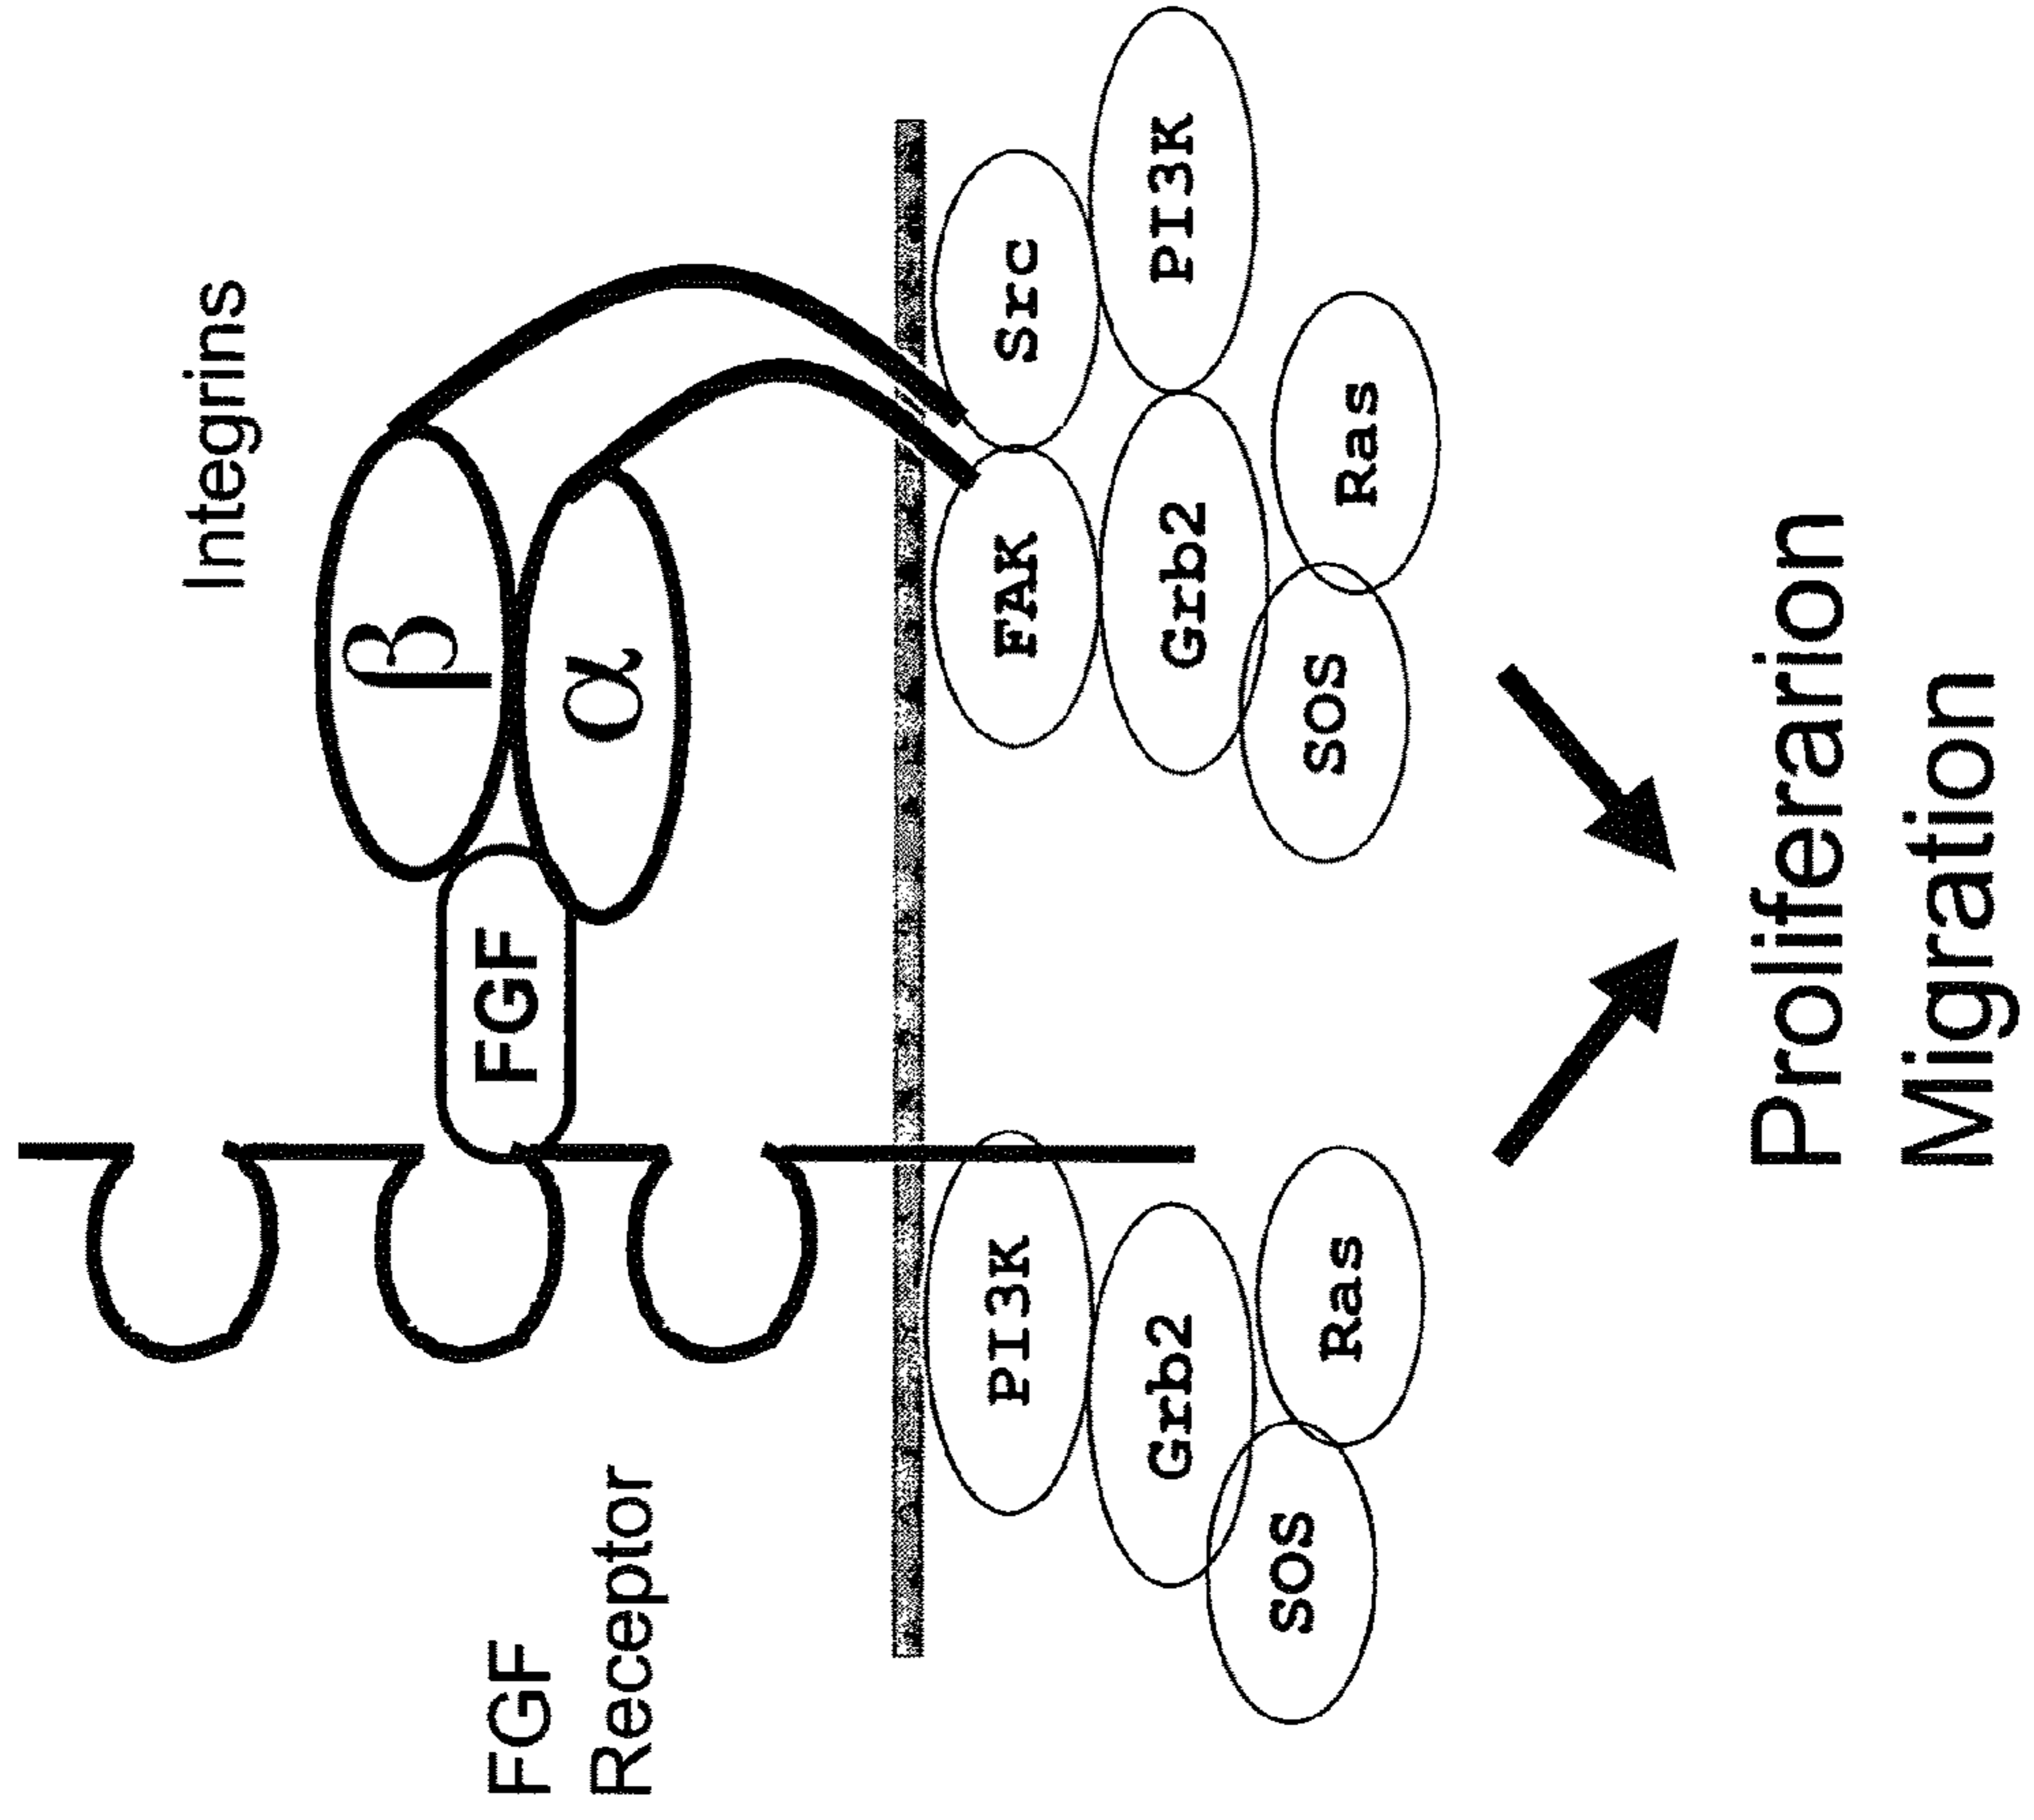 Integrins
β
α
FGF
FGF
Receptor
FAK
Src
PI3K
Grb2
PI3K
Grb2
Ras
SOS
SOS
Ras
Proliferarion
Migration